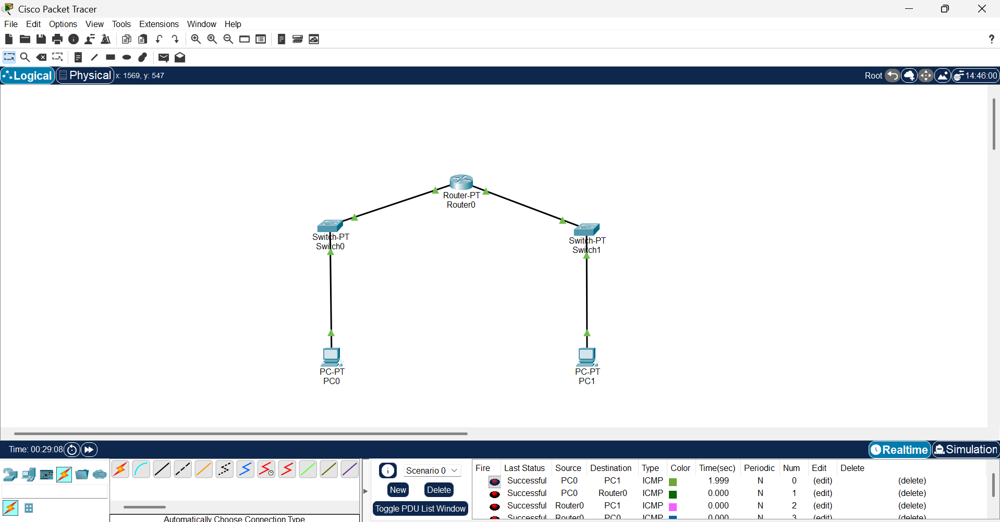 Cisco Packet Tracer
File Edit Options View Tools Extensions Window Help
Logical Physical x: 1569, y: 547 Root 14:46:00
Router-PT
Router0
Switch-PT
Switch0
Switch-PT
Switch1
PC-PT
PC0
PC-PT
PC1
Time: 00:29:08 Realtime Simulation
Scenario 0
New Delete
Toggle PDU List Window
Automatically Choose Connection Type
Fire Last Status Source Destination Type Color Time(sec) Periodic Num Edit Delete
Successful PC0 PC1 ICMP 1.999 N 0 (edit) (delete)
Successful PC0 Router0 ICMP 0.000 N 1 (edit) (delete)
Successful Router0 PC1 ICMP 0.000 N 2 (edit) (delete)
Successful Router0 PC0 ICMP 0.000 N 3 (edit) (delete)